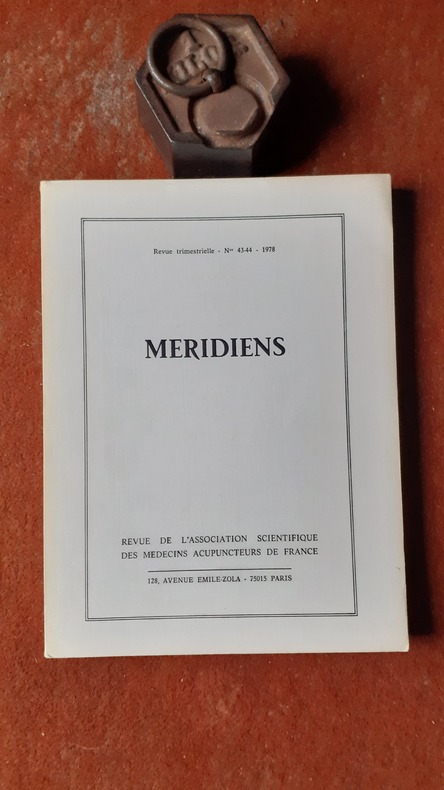 Revue trimestrielle - Nos 43-44 - 1978
MERIDIENS
REVUE DE L'ASSOCIATION SCIENTIFIQUE
DES MEDECINS ACUPUNCTEURS DE FRANCE
128, AVENUE EMILE-ZOLA - 75015 PARIS